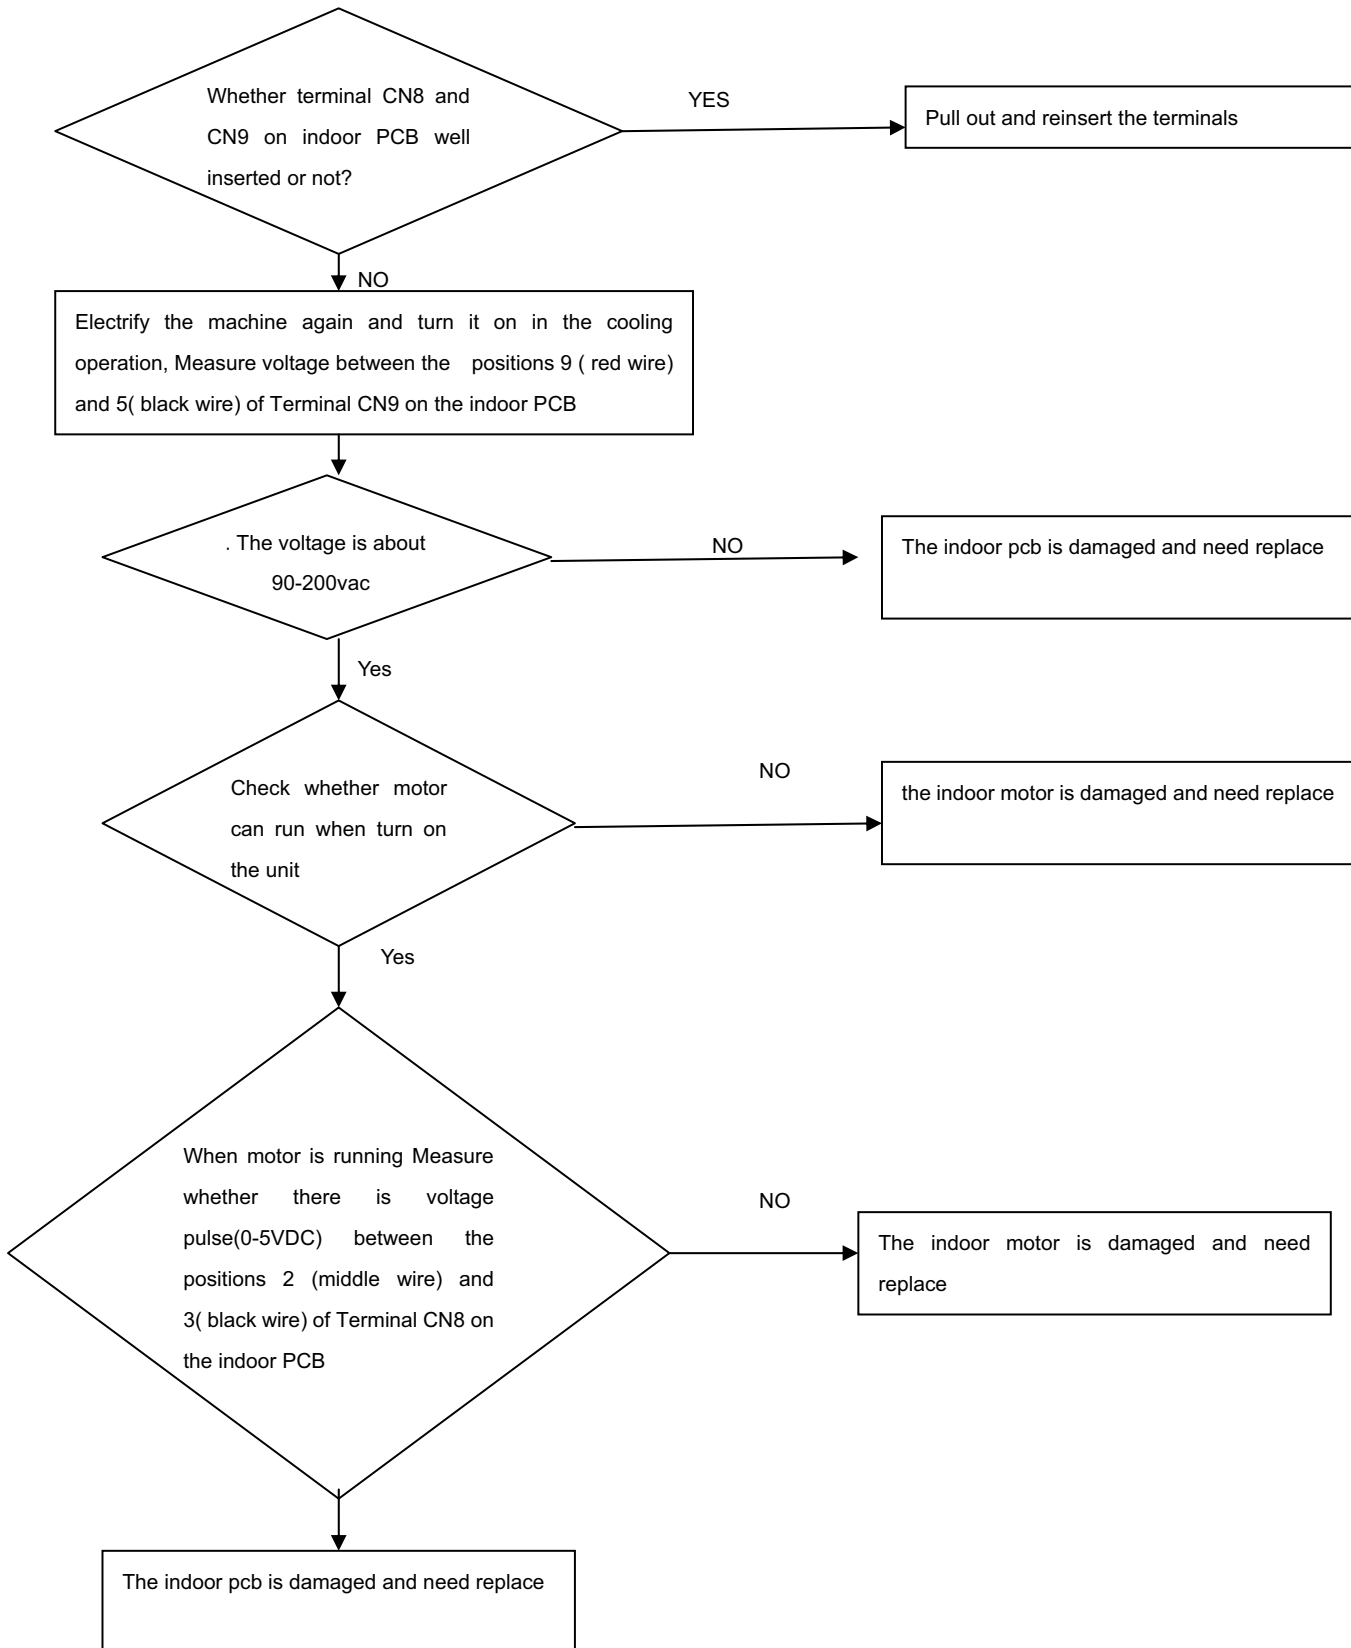 Whether terminal CN8 and
CN9 on indoor PCB well
inserted or not?
YES
Pull out and reinsert the terminals
NO
Electrify the machine again and turn it on in the cooling
operation, Measure voltage between the positions 9 ( red wire)
and 5( black wire) of Terminal CN9 on the indoor PCB
. The voltage is about
90-200vac
NO
The indoor pcb is damaged and need replace
Yes
Check whether motor
can run when turn on
the unit
NO
the indoor motor is damaged and need replace
Yes
When motor is running Measure
whether there is voltage
pulse(0-5VDC) between the
positions 2 (middle wire) and
3( black wire) of Terminal CN8 on
the indoor PCB
NO
The indoor motor is damaged and need
replace
The indoor pcb is damaged and need replace